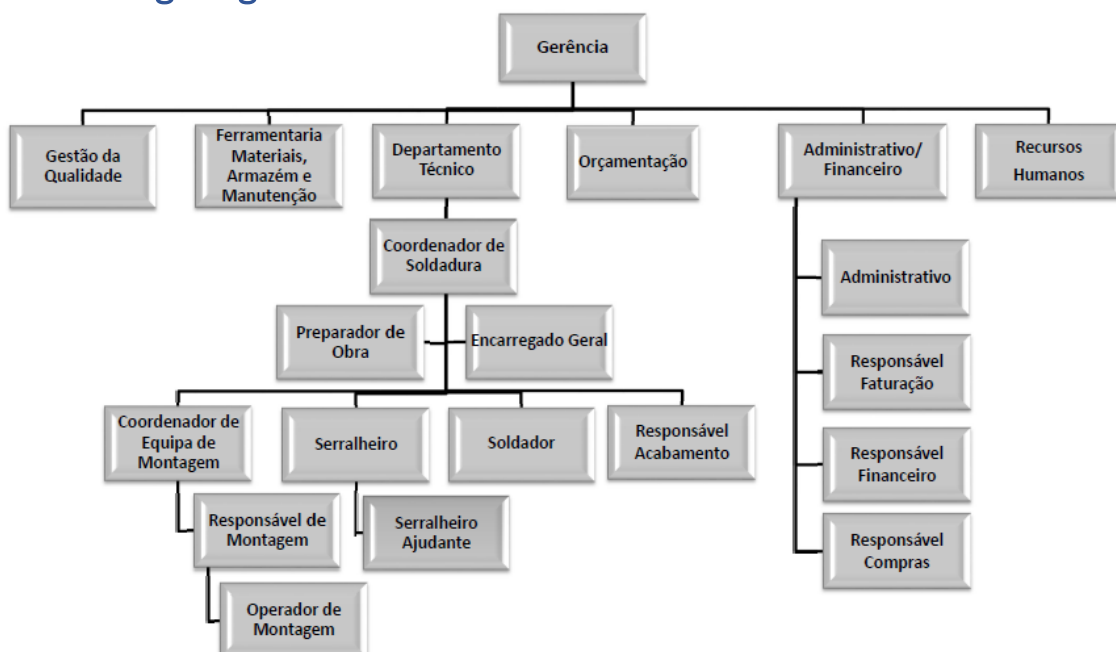 Gerência
Gestão da
Qualidade
Ferramentaria
Materiais,
Armazém e
Manutenção
Departamento
Técnico
Orçamentação
Administrativo/
Financeiro
Recursos
Humanos
Coordenador de
Soldadura
Administrativo
Preparador de
Obra
Encarregado Geral
Responsável
Faturação
Coordenador de
Equipa de
Montagem
Serralheiro
Soldador
Responsável
Acabamento
Responsável
Financeiro
Responsável de
Montagem
Serralheiro
Ajudante
Responsável
Compras
Operador de
Montagem